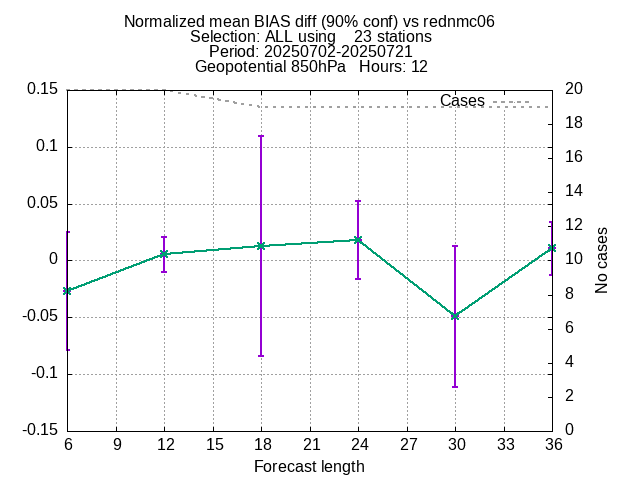 Normalized mean BIAS diff (90% conf) vs rednmc06
Selection: ALL using    23 stations
Period: 20250702-20250721
Geopotential 850hPa   Hours: 12
Cases
0.15
0.1
0.05
0
-0.05
-0.1
-0.15
20
18
16
14
12
10
8
6
4
2
0
No cases
6 9 12 15 18 21 24 27 30 33 36
Forecast length